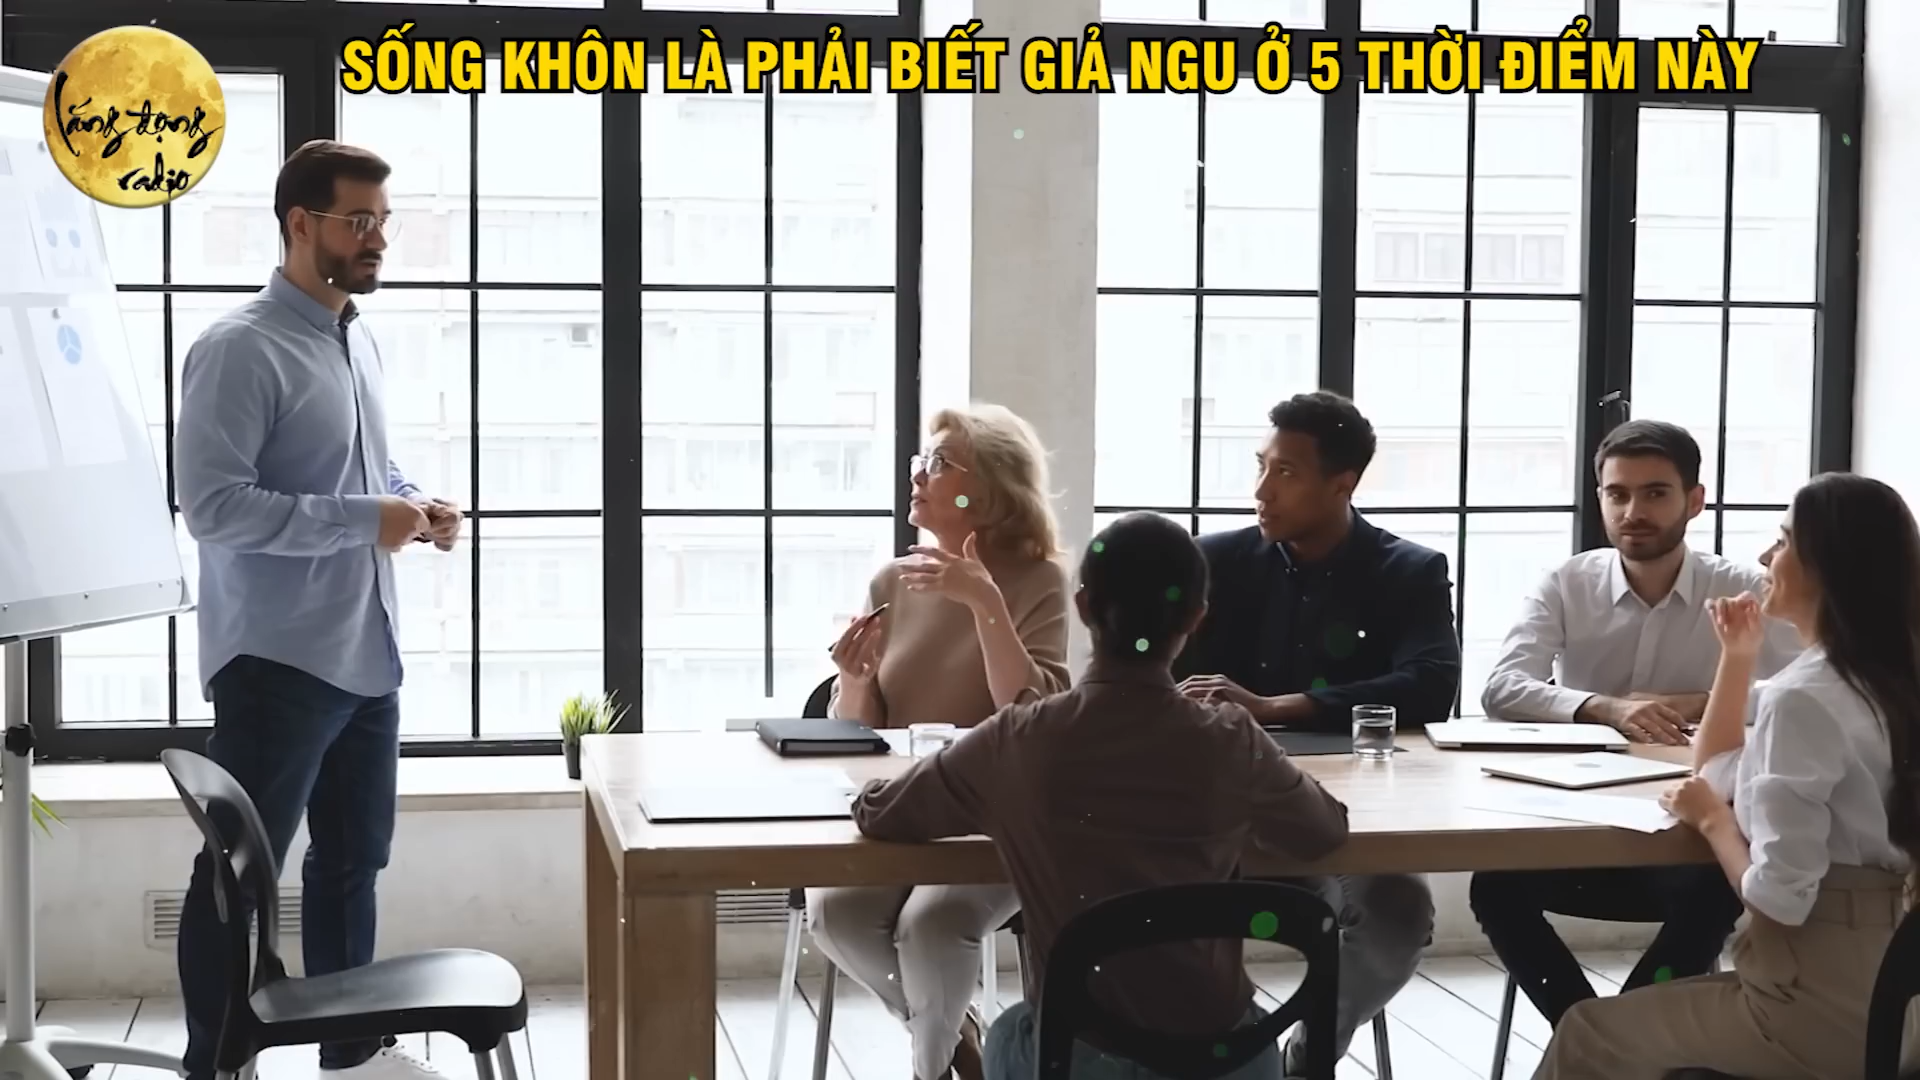 SỐNG KHÔN LÀ PHẢI BIẾT GIẢ NGU Ở 5 THỜI ĐIỂM NÀY
lắng đọng
radio